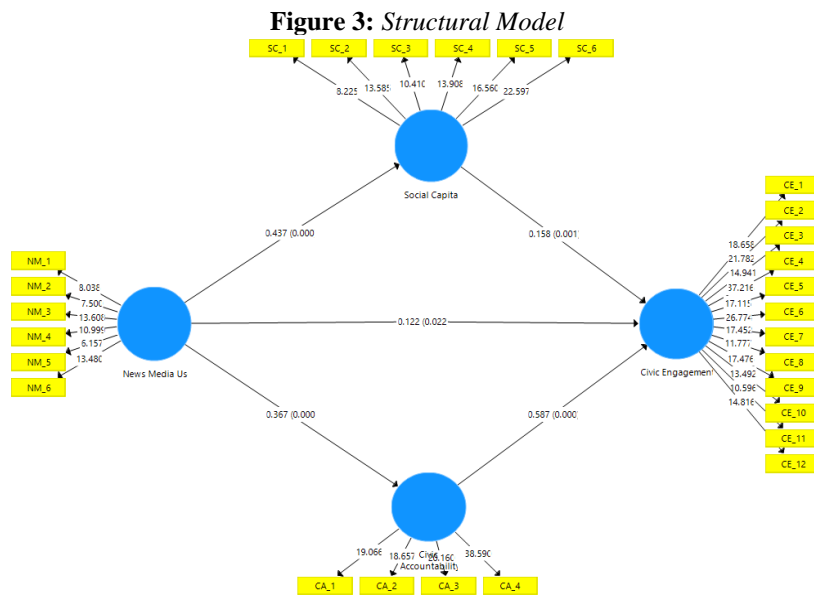 Figure 3: Structural Model
SC_1 SC_2 SC_3 SC_4 SC_5 SC_6
8.225 13.585 10.410 13.908 16.560 22.597
Social Capita
0.437 (0.000
0.158 (0.001)
NM_1
NM_2
NM_3
NM_4
NM_5
NM_6
8.038
7.500
13.608
10.999
6.157
13.480
News Media Us
0.122 (0.022
CE_1
CE_2
CE_3
CE_4
CE_5
CE_6
CE_7
CE_8
CE_9
CE_10
CE_11
CE_12
18.658
21.782
14.941
37.216
17.115
26.774
17.452
11.777
17.476
13.492
10.596
14.816
Civic Engagement
0.367 (0.000
0.587 (0.000)
19.066 18.657 38.590
Accountability
CA_1 CA_2 CA_3 CA_4